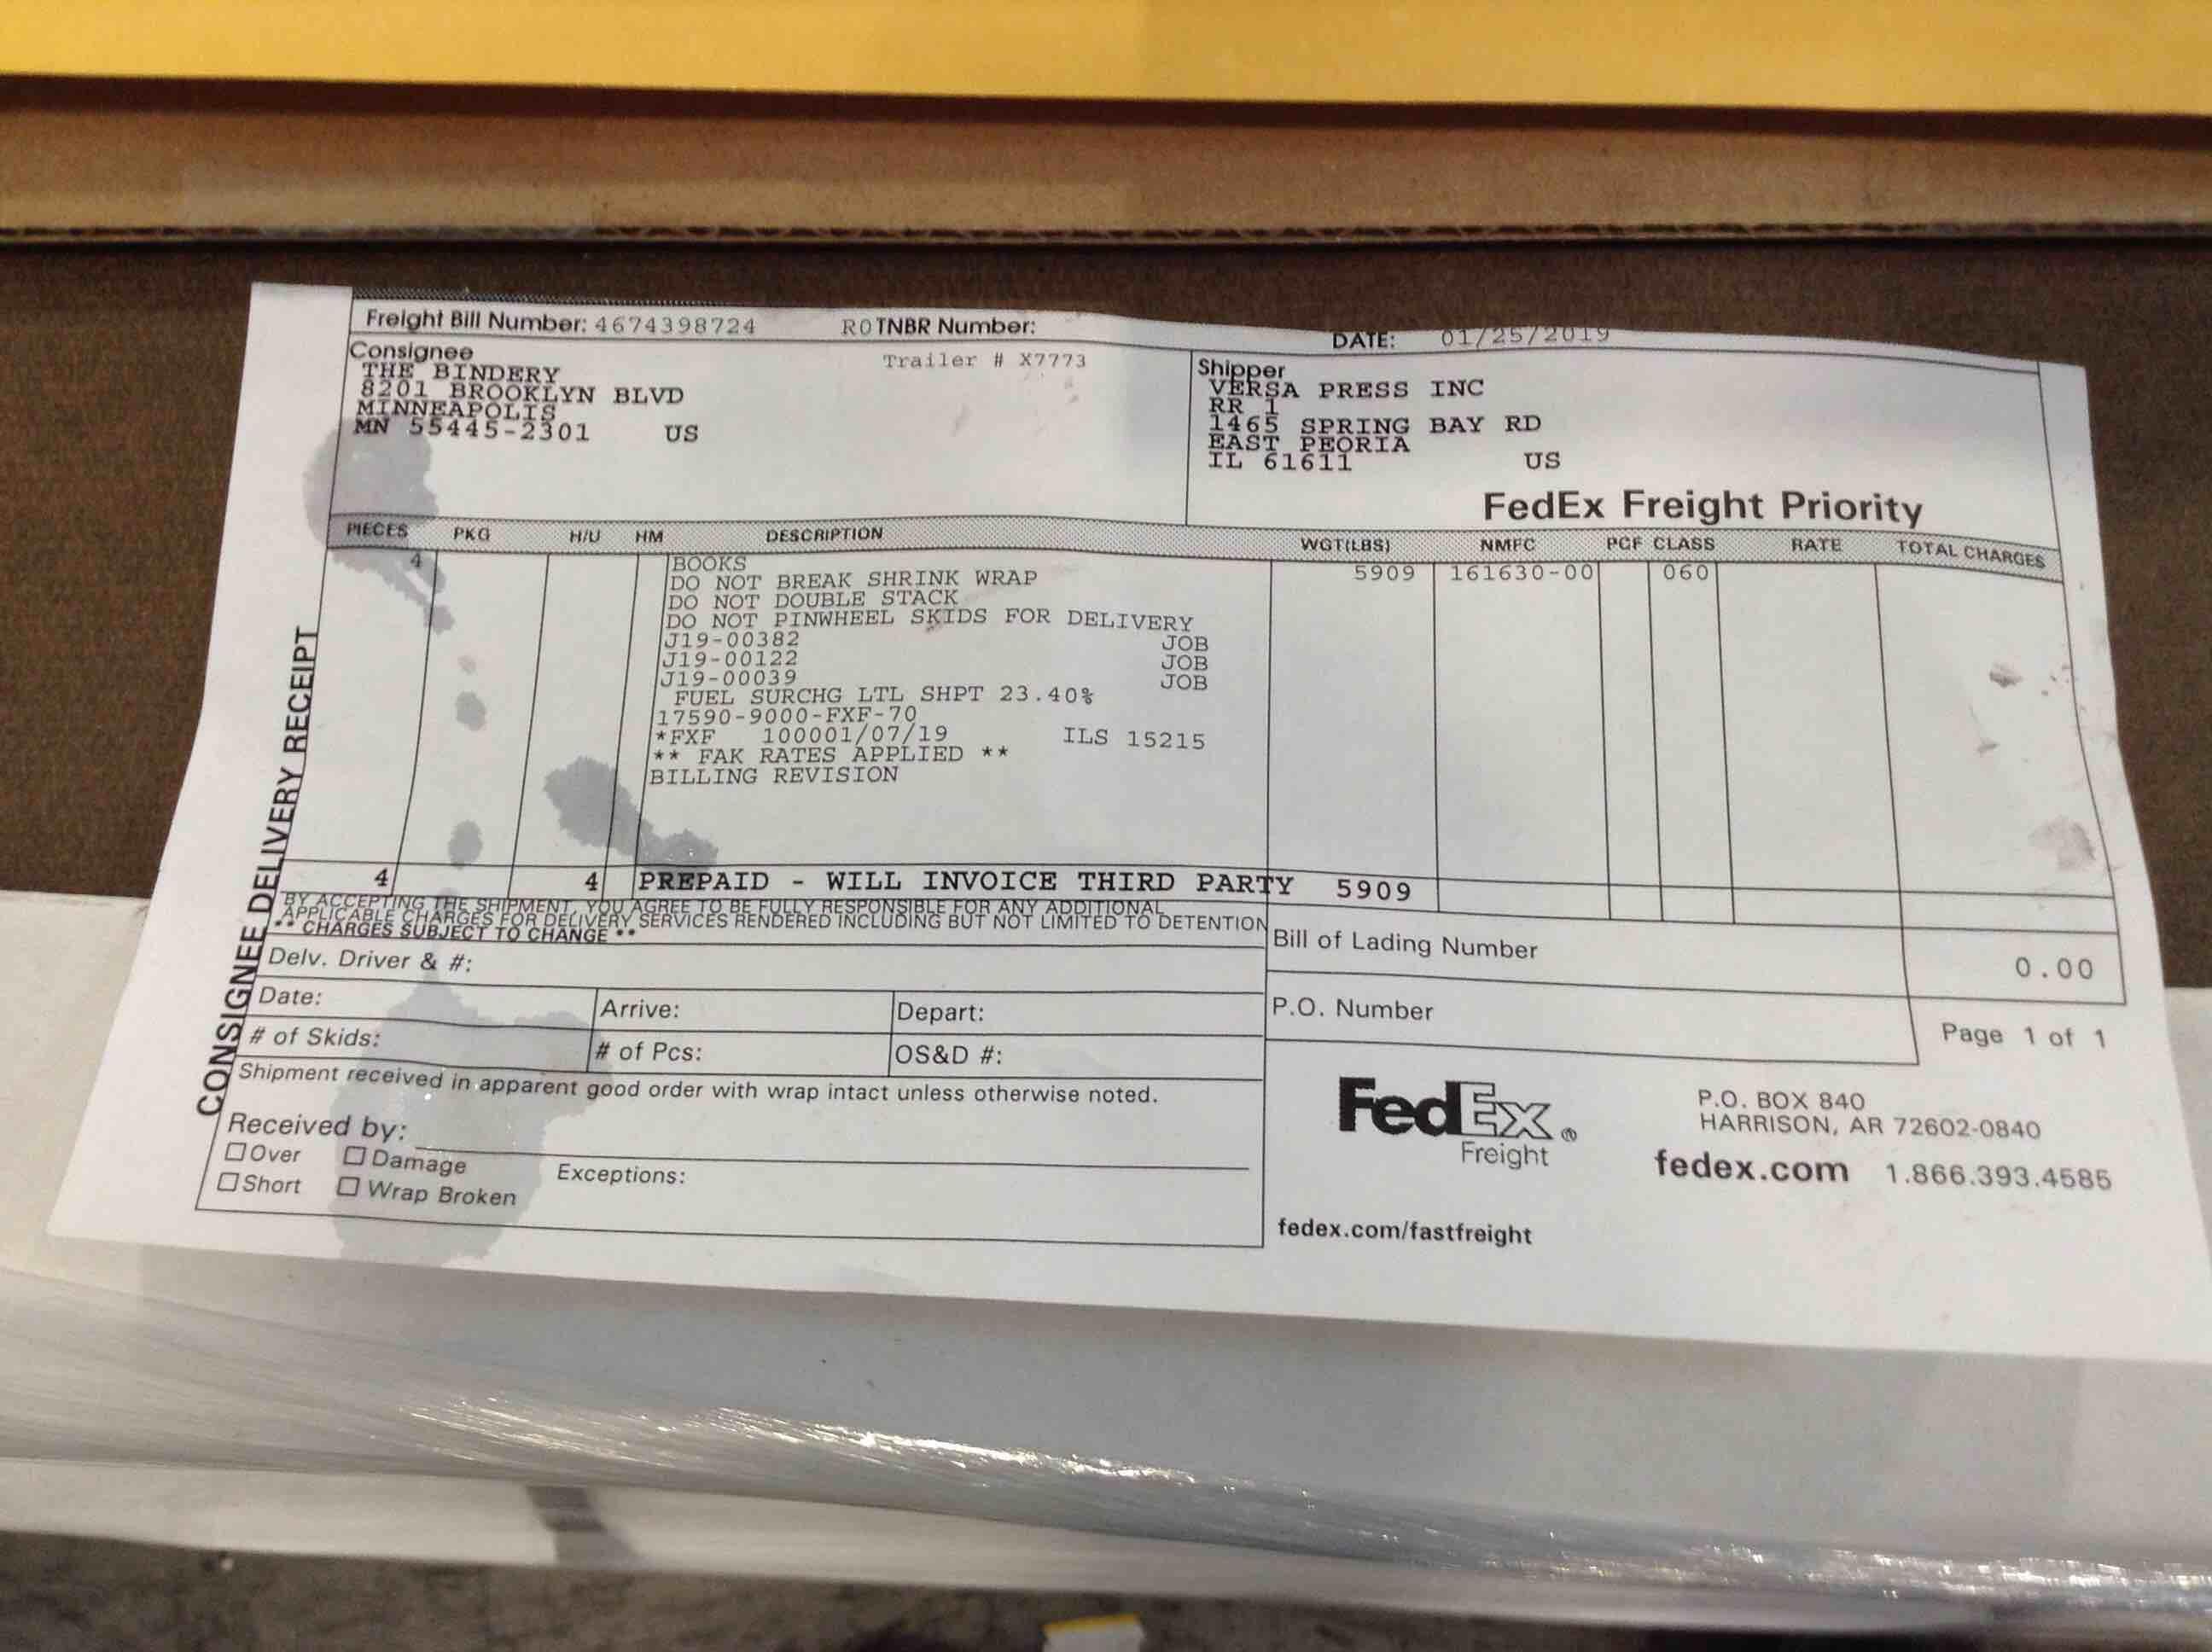 Freight Bill Number: 4674398724 R0TNBR Number: DATE: 01/25/2019
Consignee
THE BINDERY
8201 BROOKLYN BLVD
MINNEAPOLIS
MN 55445-2301 US
Trailer # X7773
Shipper
VERSA PRESS INC
RR 1
1465 SPRING BAY RD
EAST PEORIA
IL 61611 US
FedEx Freight Priority
PIECES PKG H/U HM DESCRIPTION WGT(LBS) NMFC PCF CLASS RATE TOTAL CHARGES
4 BOOKS 5909 161630-00 060
DO NOT BREAK SHRINK WRAP
DO NOT DOUBLE STACK
DO NOT PINWHEEL SKIDS FOR DELIVERY
J19-00382 JOB
J19-00122 JOB
J19-00039 JOB
FUEL SURCHG LTL SHPT 23.40%
17590-9000-FXF-70
*FXF 100001/07/19 ILS 15215
** FAK RATES APPLIED **
BILLING REVISION
4 4 PREPAID - WILL INVOICE THIRD PARTY 5909
CONSIGNEE DELIVERY RECEIPT
BY ACCEPTING THE SHIPMENT, YOU AGREE TO BE FULLY RESPONSIBLE FOR ANY ADDITIONAL
APPLICABLE CHARGES FOR DELIVERY SERVICES RENDERED INCLUDING BUT NOT LIMITED TO DETENTION
** CHARGES SUBJECT TO CHANGE **
Bill of Lading Number 0.00
Delv. Driver & #:
Date: Arrive: Depart:
P.O. Number
# of Skids: # of Pcs: OS&D #:
Page 1 of 1
Shipment received in apparent good order with wrap intact unless otherwise noted.
Received by:
Over Damage Exceptions:
Short Wrap Broken
FedEx®
Freight
P.O. BOX 840
HARRISON, AR 72602-0840
fedex.com 1.866.393.4585
fedex.com/fastfreight